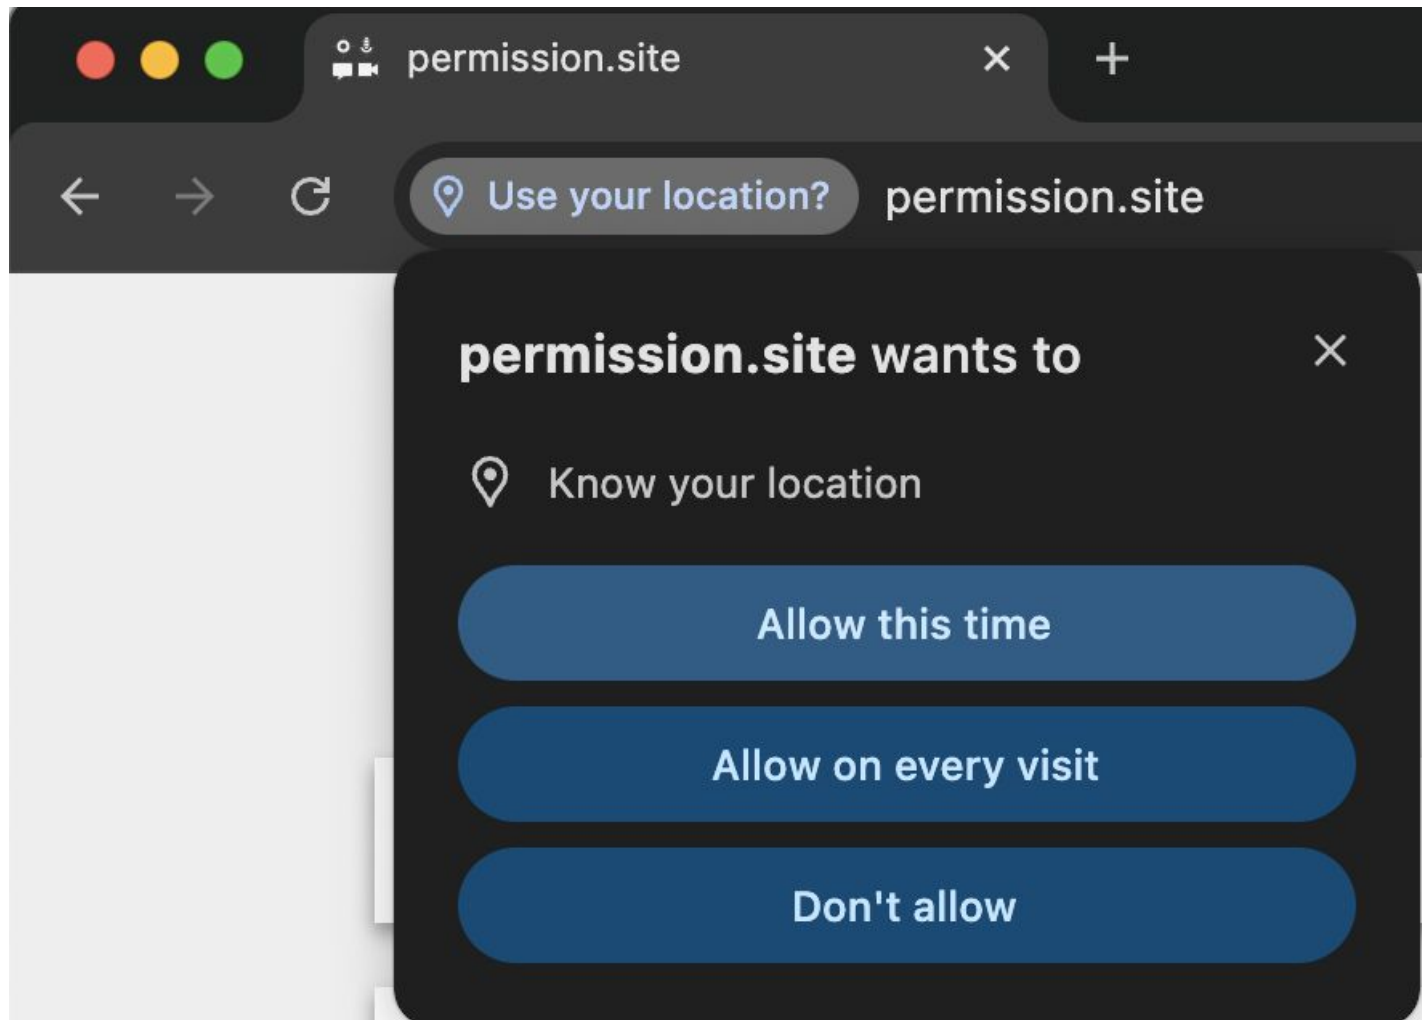 permission.site
Use your location? permission.site
permission.site wants to
Know your location
Allow this time
Allow on every visit
Don't allow